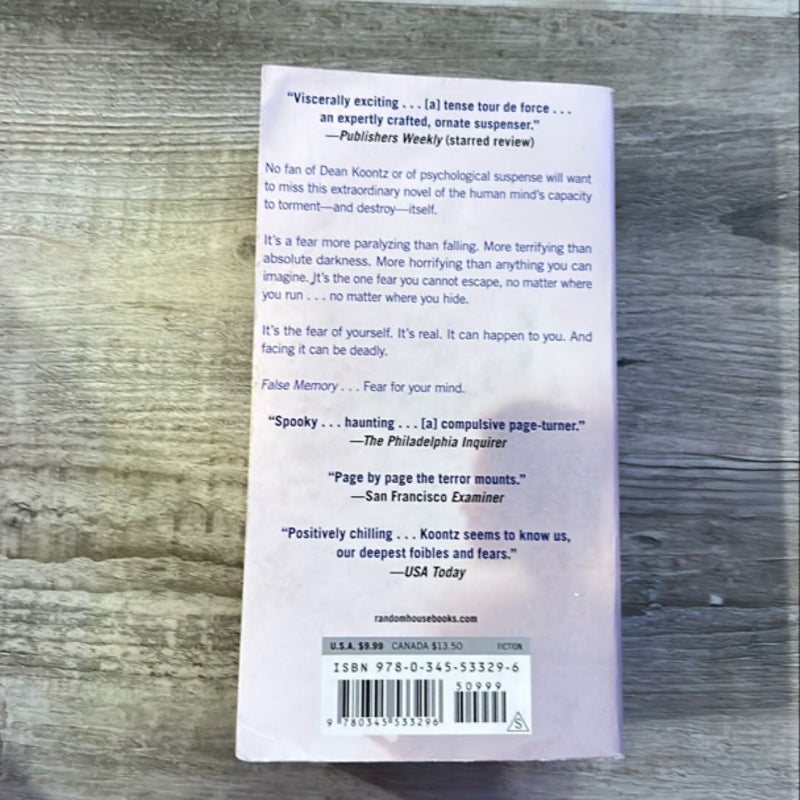 “Viscerally exciting . . . [a] tense tour de force . . .
an expertly crafted, ornate suspenser.”
—Publishers Weekly (starred review)
No fan of Dean Koontz or of psychological suspense will want
to miss this extraordinary novel of the human mind’s capacity
to torment—and destroy—itself.
It’s a fear more paralyzing than falling. More terrifying than
absolute darkness. More horrifying than anything you can
imagine. It’s the one fear you cannot escape, no matter where
you run . . . no matter where you hide.
It’s the fear of yourself. It’s real. It can happen to you. And
facing it can be deadly.
False Memory . . . Fear for your mind.
“Spooky . . . haunting . . . [a] compulsive page-turner.”
—The Philadelphia Inquirer
“Page by page the terror mounts.”
—San Francisco Examiner
“Positively chilling . . . Koontz seems to know us,
our deepest foibles and fears.”
—USA Today
randomhousebooks.com
U.S.A. $9.99 CANADA $13.50 FICTION
ISBN 978-0-345-53329-6
50999
9 780345 533296
S